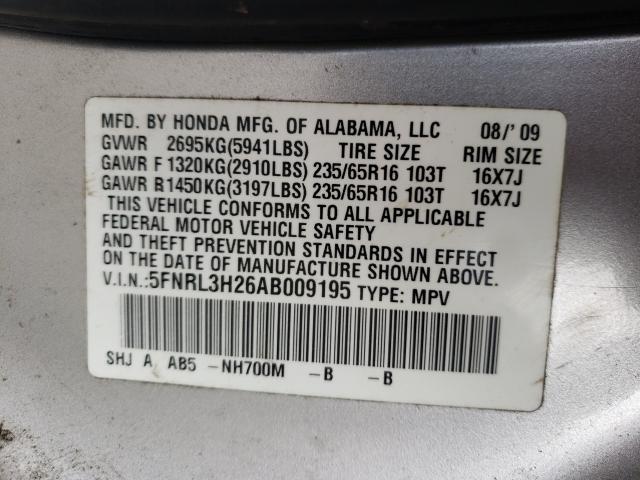 MFD. BY HONDA MFG. OF ALABAMA, LLC 08/'09
GVWR 2695KG(5941LBS) TIRE SIZE RIM SIZE
GAWR F 1320KG(2910LBS) 235/65R16 103T 16X7J
GAWR R1450KG(3197LBS) 235/65R16 103T 16X7J
THIS VEHICLE CONFORMS TO ALL APPLICABLE
FEDERAL MOTOR VEHICLE SAFETY
AND THEFT PREVENTION STANDARDS IN EFFECT
ON THE DATE OF MANUFACTURE SHOWN ABOVE.
V.I.N.:5FNRL3H26AB009195 TYPE: MPV
SHJ A AB5 -NH700M -B -B